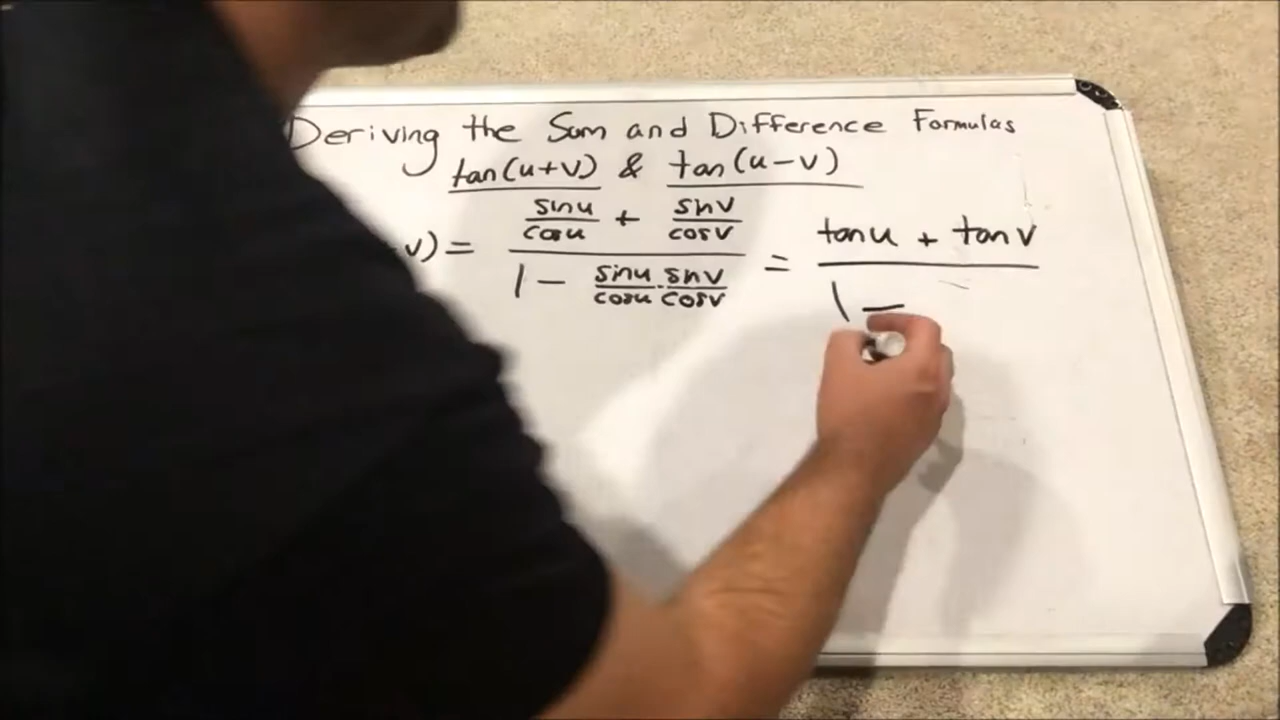 Deriving the Sum and Difference Formulas
tan(u+v) & tan(u-v)
v) = (sinu/cosu + sinv/cosv)/(1 - sinu/cosu · sinv/cosv) = (tanu + tanv)/(1 -